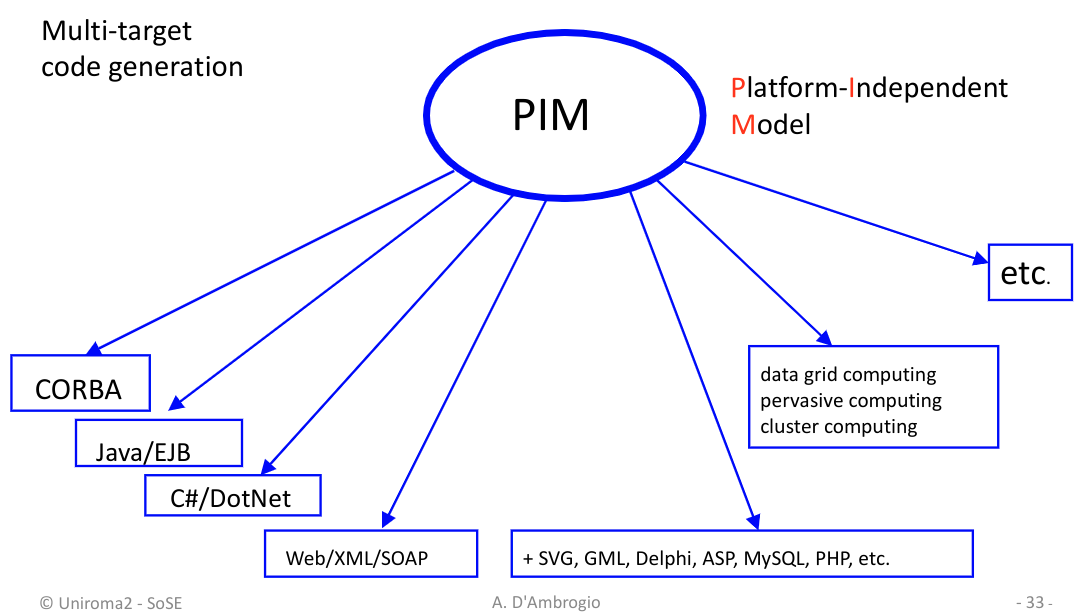 Multi-target
code generation
PIM
Platform-Independent
Model
etc.
CORBA
Java/EJB
C#/DotNet
Web/XML/SOAP
+ SVG, GML, Delphi, ASP, MySQL, PHP, etc.
data grid computing
pervasive computing
cluster computing
© Uniroma2 - SoSE
A. D'Ambrogio
- 33 -